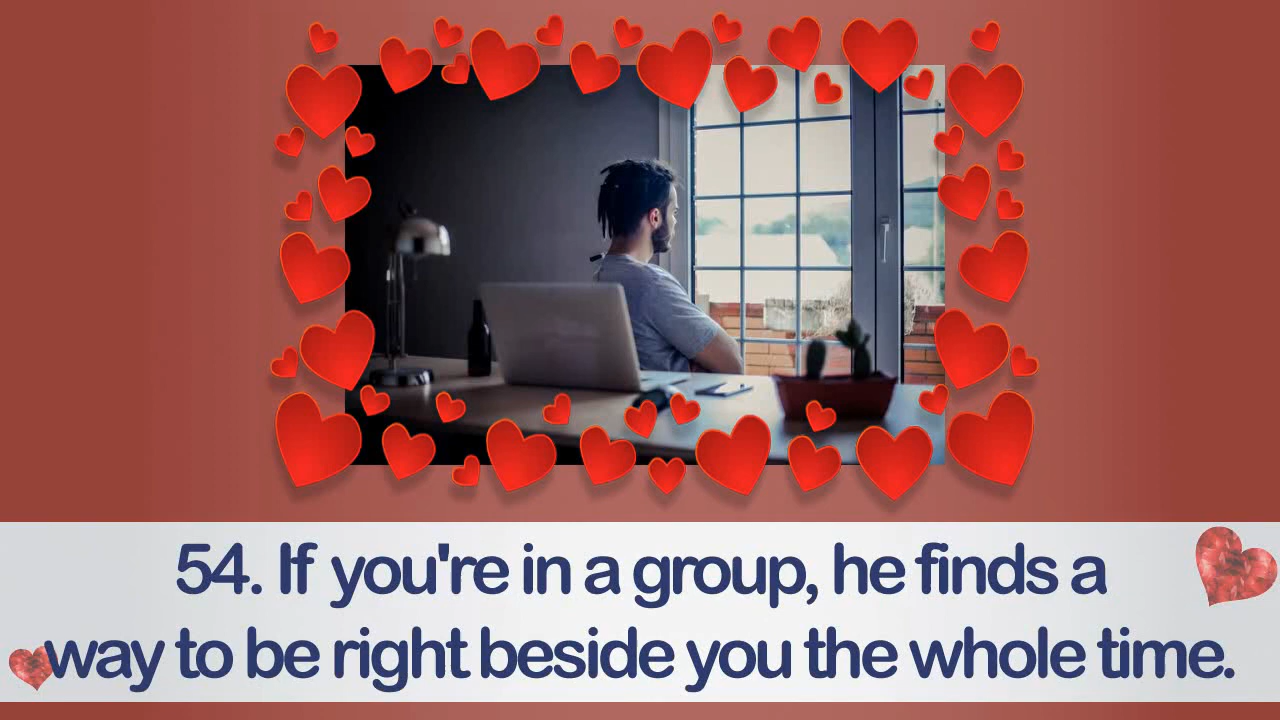 54. If you're in a group, he finds a
way to be right beside you the whole time.